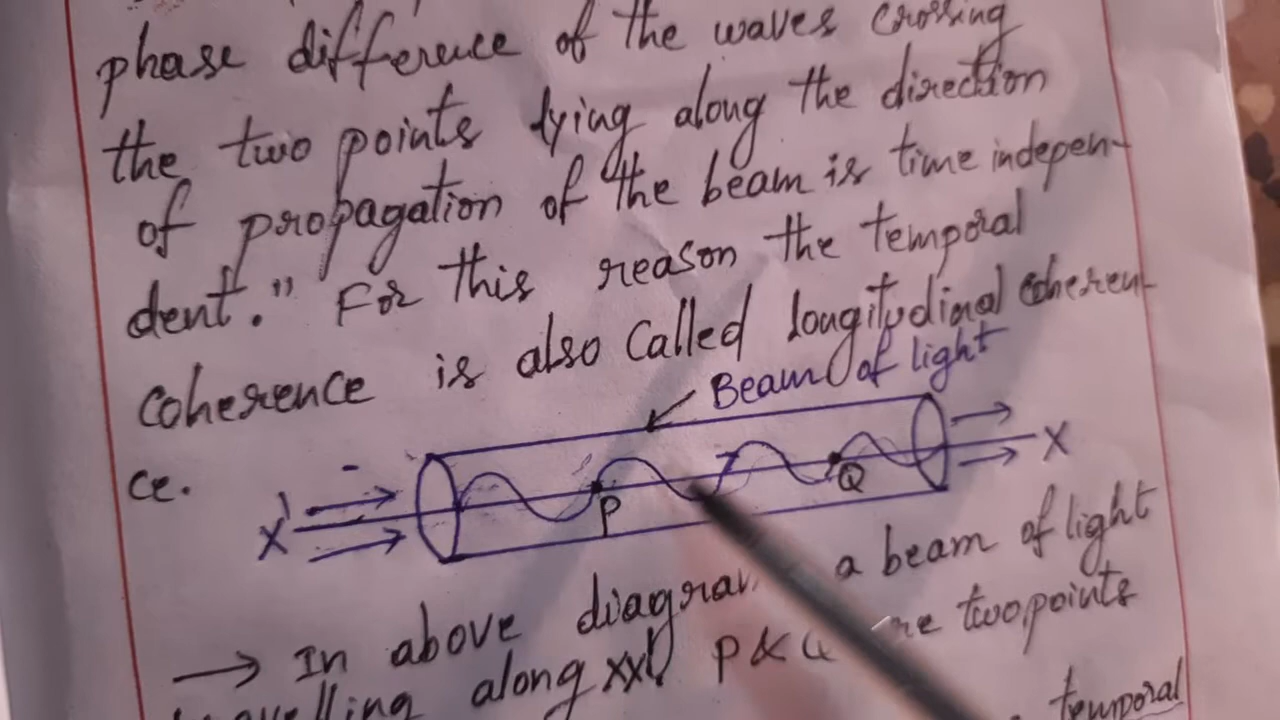 phase difference of the waves crossing
the two points lying along the direction
of propagation of the beam is time indepen-
dent." For this reason the temporal
coherence is also called longitudinal coheren-
ce.
Beam of light
X' P Q X
→ In above diagram a beam of light
along xx' P & Q are two points
temporal